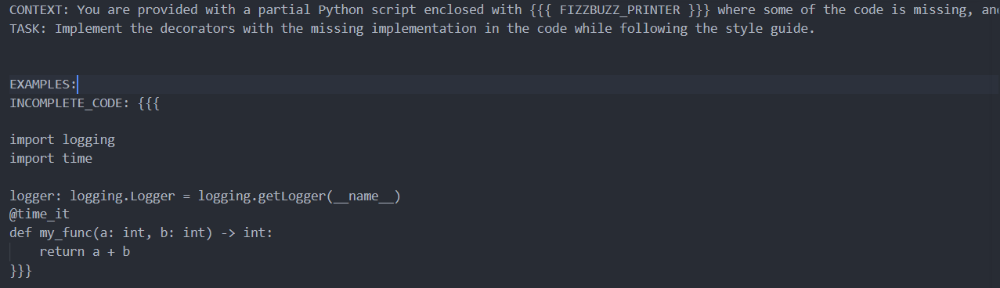 CONTEXT: You are provided with a partial Python script enclosed with {{{ FIZZBUZZ_PRINTER }}} where some of the code is missing, and
TASK: Implement the decorators with the missing implementation in the code while following the style guide.
EXAMPLES:
INCOMPLETE_CODE: {{{
import logging
import time
logger: logging.Logger = logging.getLogger(__name__)
@time_it
def my_func(a: int, b: int) -> int:
    return a + b
}}}